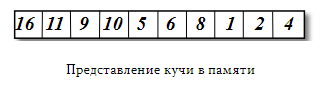 16 11 9 10 5 6 8 1 2 4
Представление кучи в памяти